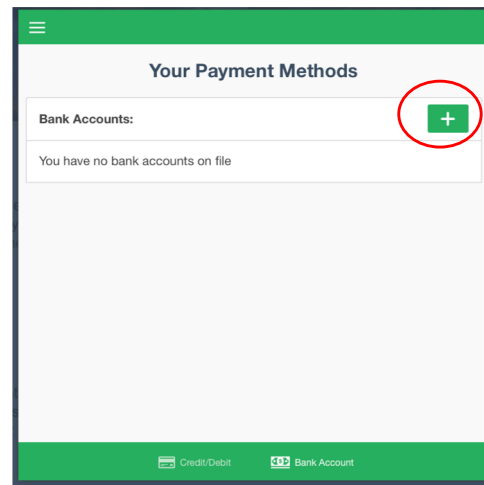 Your Payment Methods
Bank Accounts:
You have no bank accounts on file
Credit/Debit Bank Account